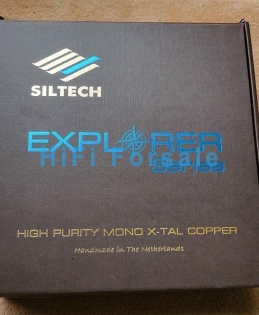 SILTECH
EXPLORER
HiFi Forsale
Series
HIGH PURITY MONO X-TAL COPPER
Handmade in The Netherlands